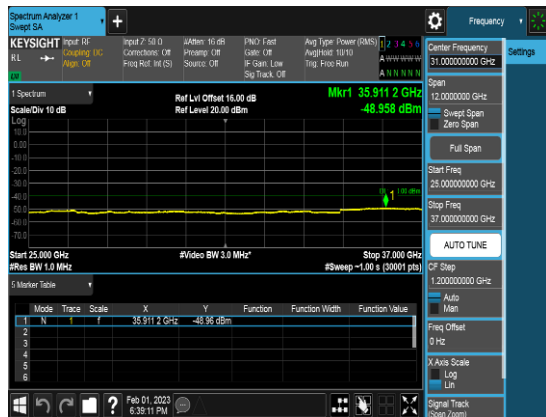 Spectrum Analyzer 1
Swept SA
Frequency
KEYSIGHT
RL
Input: RF
Coupling: DC
Align: Off
Input Z: 50 Ω
Corrections: Off
Freq Ref: Int (S)
#Atten: 16 dB
Preamp: Off
Source: Off
PNO: Fast
Gate: Off
IF Gain: Low
Sig Track: Off
Avg Type: Power (RMS)
Avg|Hold: 10/10
Trig: Free Run
1 2 3 4 5 6
A W W W W W
A N N N N N
1 Spectrum
Scale/Div 10 dB
Ref Lvl Offset 16.00 dB
Ref Level 20.00 dBm
Mkr1 35.911 2 GHz
-48.958 dBm
Log
10.0
0.00
-10.0
-20.0
-30.0
-40.0
-50.0
-60.0
-70.0
1
Start 25.000 GHz
#Res BW 1.0 MHz
#Video BW 3.0 MHz*
Stop 37.000 GHz
#Sweep ~1.00 s (30001 pts)
5 Marker Table
Mode Trace Scale X Y Function Function Width Function Value
1 N 1 f 35.911 2 GHz -48.96 dBm
2
3
4
5
6
Feb 01, 2023
6:39:11 PM
Center Frequency
31.000000000 GHz
Settings
Span
12.0000000 GHz
Swept Span
Zero Span
Full Span
Start Freq
25.000000000 GHz
Stop Freq
37.000000000 GHz
AUTO TUNE
CF Step
1.200000000 GHz
Auto
Man
Freq Offset
0 Hz
X Axis Scale
Log
Lin
Signal Track
(Span Zoom)